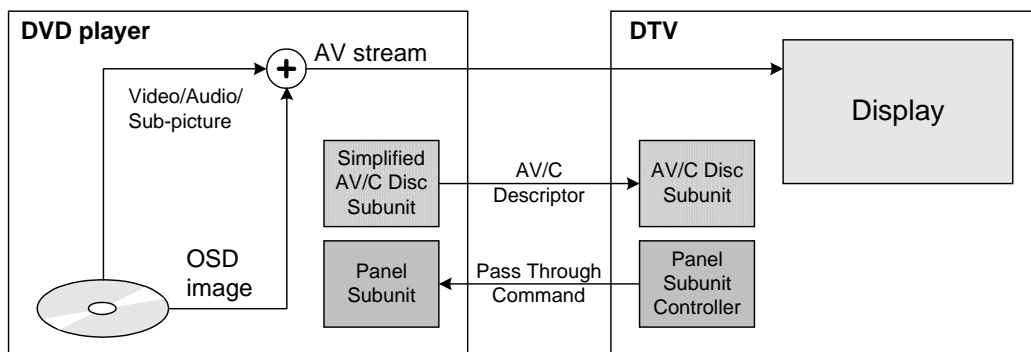 DVD player
DTV
AV stream
Video/Audio/
Sub-picture
Display
Simplified
AV/C Disc
Subunit
AV/C
Descriptor
AV/C Disc
Subunit
OSD
image
Panel
Subunit
Pass Through
Command
Panel
Subunit
Controller